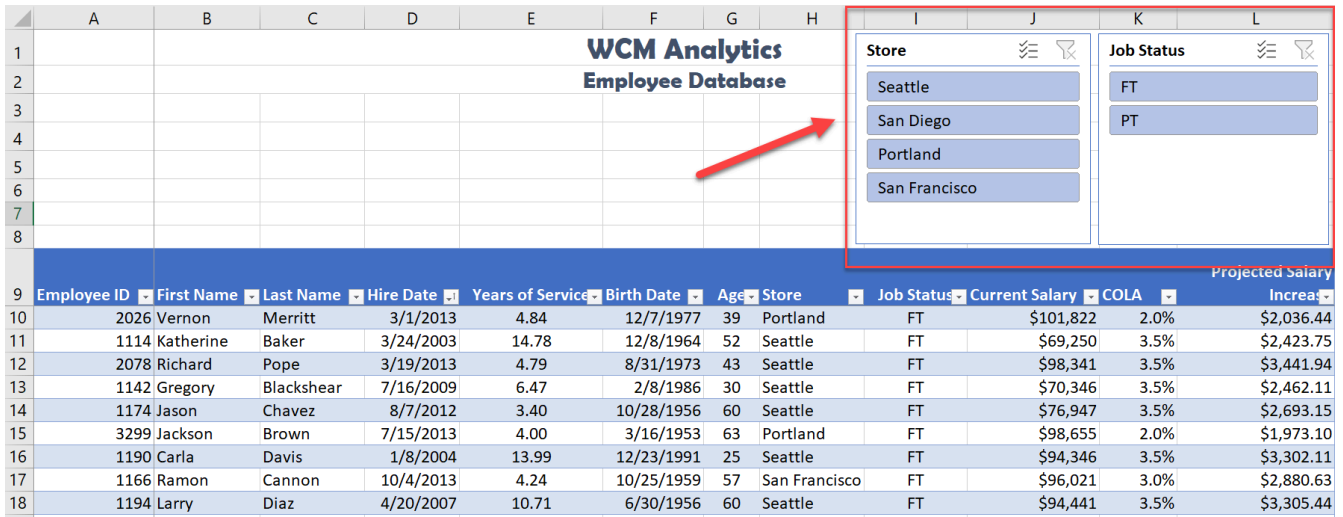 A B C D E F G H I J K L
1 WCM Analytics
2 Employee Database
Store Job Status
Seattle FT
3
San Diego PT
4
Portland
5
San Francisco
6
7
8
Projected Salary
9 Employee ID First Name Last Name Hire Date Years of Service Birth Date Age Store Job Status Current Salary COLA Increas
10 2026 Vernon Merritt 3/1/2013 4.84 12/7/1977 39 Portland FT $101,822 2.0% $2,036.44
11 1114 Katherine Baker 3/24/2003 14.78 12/8/1964 52 Seattle FT $69,250 3.5% $2,423.75
12 2078 Richard Pope 3/19/2013 4.79 8/31/1973 43 Seattle FT $98,341 3.5% $3,441.94
13 1142 Gregory Blackshear 7/16/2009 6.47 2/8/1986 30 Seattle FT $70,346 3.5% $2,462.11
14 1174 Jason Chavez 8/7/2012 3.40 10/28/1956 60 Seattle FT $76,947 3.5% $2,693.15
15 3299 Jackson Brown 7/15/2013 4.00 3/16/1953 63 Portland FT $98,655 2.0% $1,973.10
16 1190 Carla Davis 1/8/2004 13.99 12/23/1991 25 Seattle FT $94,346 3.5% $3,302.11
17 1166 Ramon Cannon 10/4/2013 4.24 10/25/1959 57 San Francisco FT $96,021 3.0% $2,880.63
18 1194 Larry Diaz 4/20/2007 10.71 6/30/1956 60 Seattle FT $94,441 3.5% $3,305.44